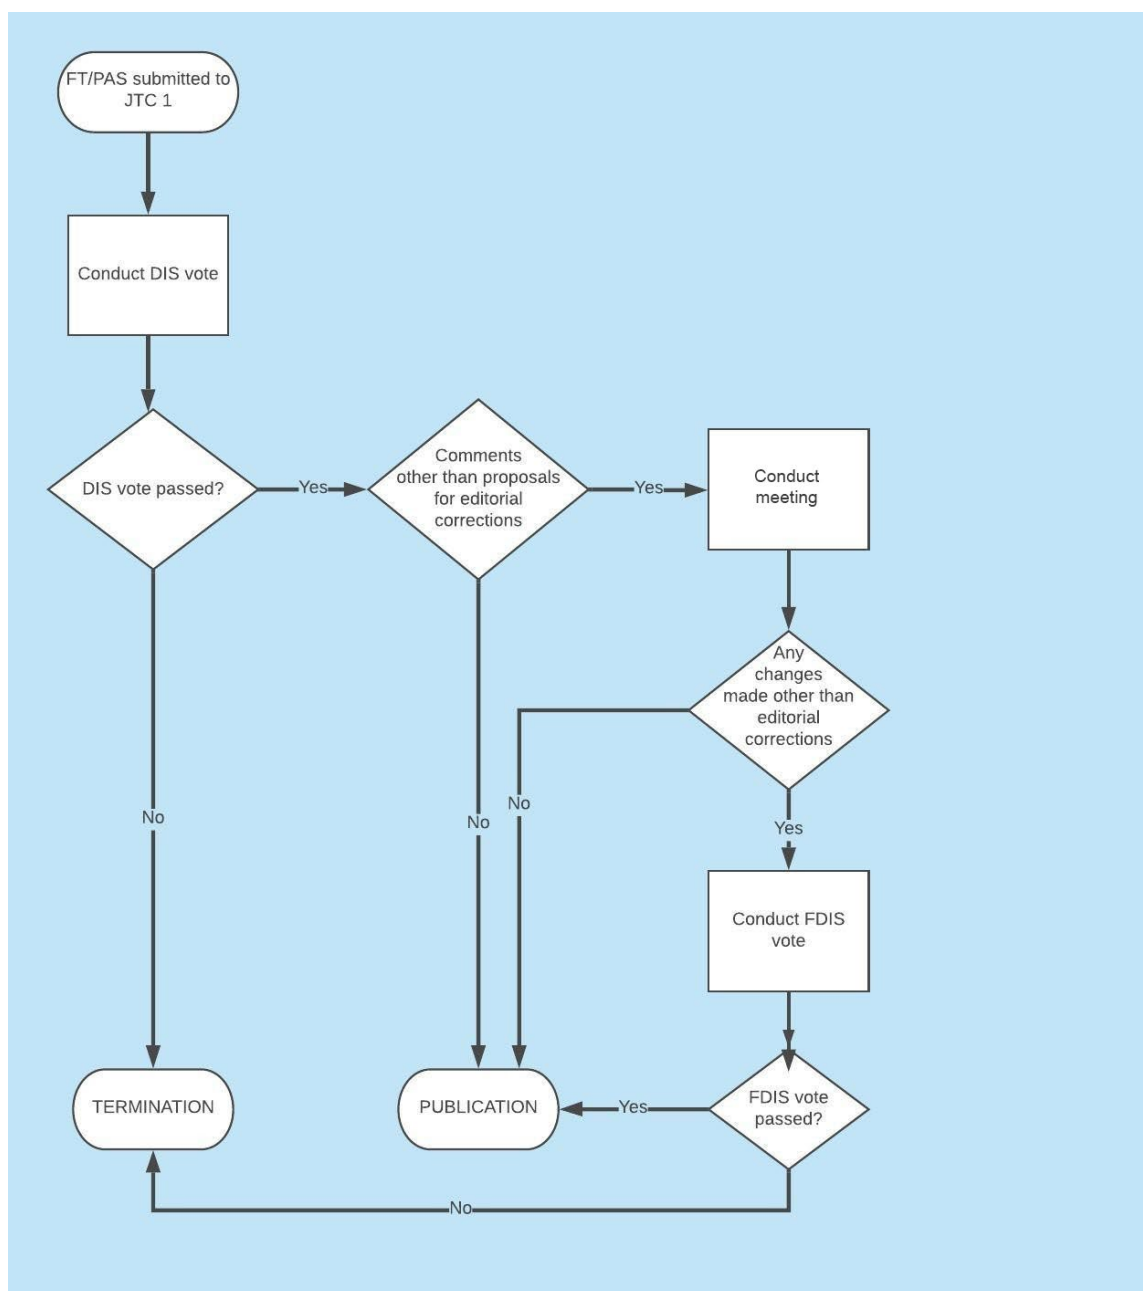 FT/PAS submitted to
JTC 1
Conduct DIS vote
DIS vote passed?
Yes
Comments
other than proposals
for editorial
corrections
Yes
Conduct
meeting
Any
changes
made other than
editorial
corrections
No
No
No
Yes
Conduct FDIS
vote
TERMINATION
PUBLICATION
Yes
FDIS vote
passed?
No